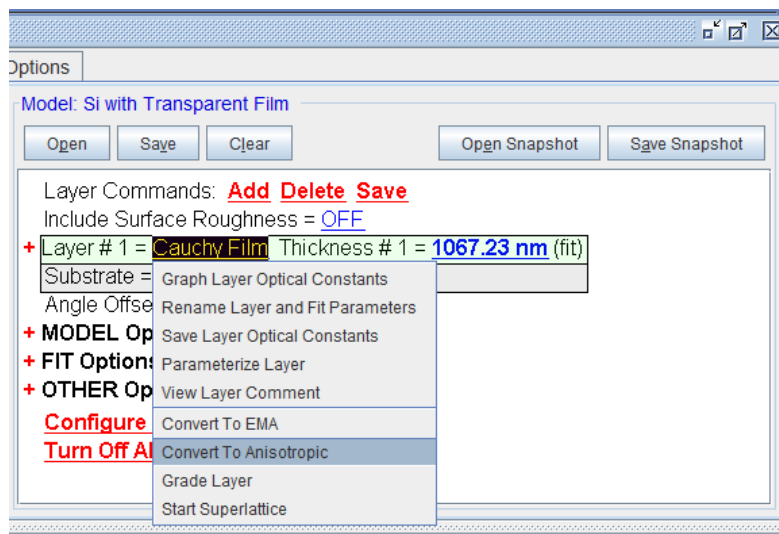 Options
Model: Si with Transparent Film
Open Save Clear Open Snapshot Save Snapshot
Layer Commands: Add Delete Save
Include Surface Roughness = OFF
+ Layer # 1 = Cauchy Film Thickness # 1 = 1067.23 nm (fit)
Substrate =
Angle Offse
+ MODEL Op
+ FIT Options
+ OTHER Op
Configure
Turn Off Al
Graph Layer Optical Constants
Rename Layer and Fit Parameters
Save Layer Optical Constants
Parameterize Layer
View Layer Comment
Convert To EMA
Convert To Anisotropic
Grade Layer
Start Superlattice